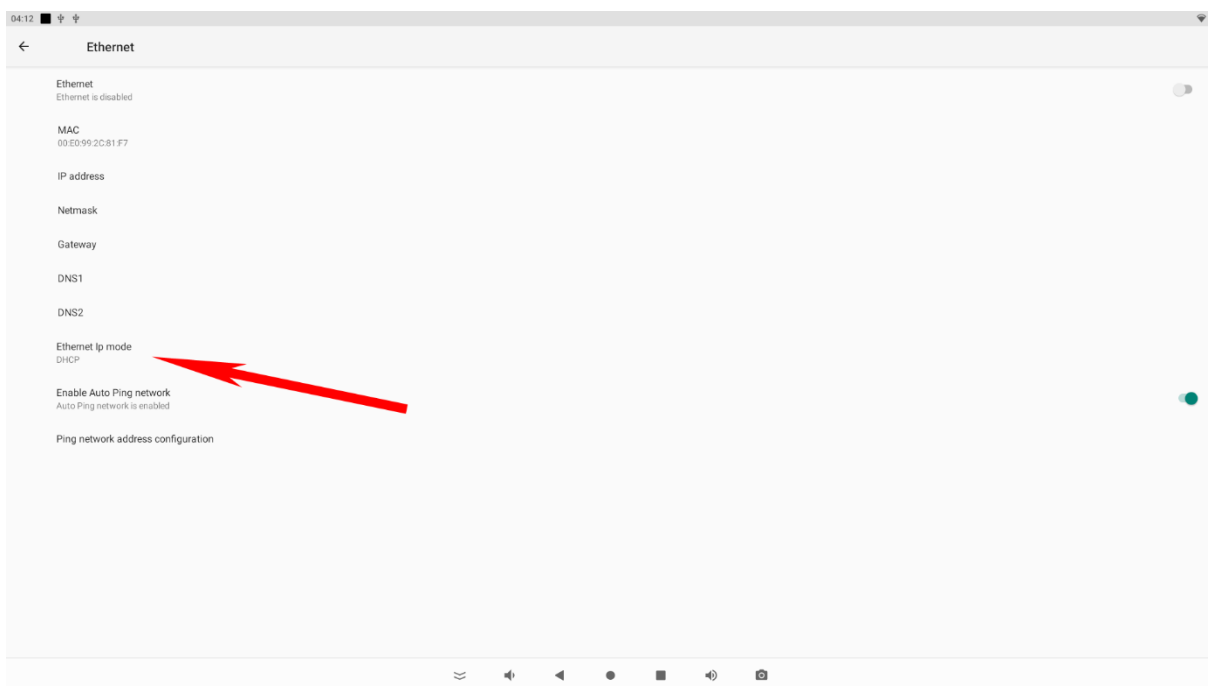 04:12
Ethernet
Ethernet
Ethernet is disabled
MAC
00:E0:99:2C:81:F7
IP address
Netmask
Gateway
DNS1
DNS2
Ethernet Ip mode
DHCP
Enable Auto Ping network
Auto Ping network is enabled
Ping network address configuration